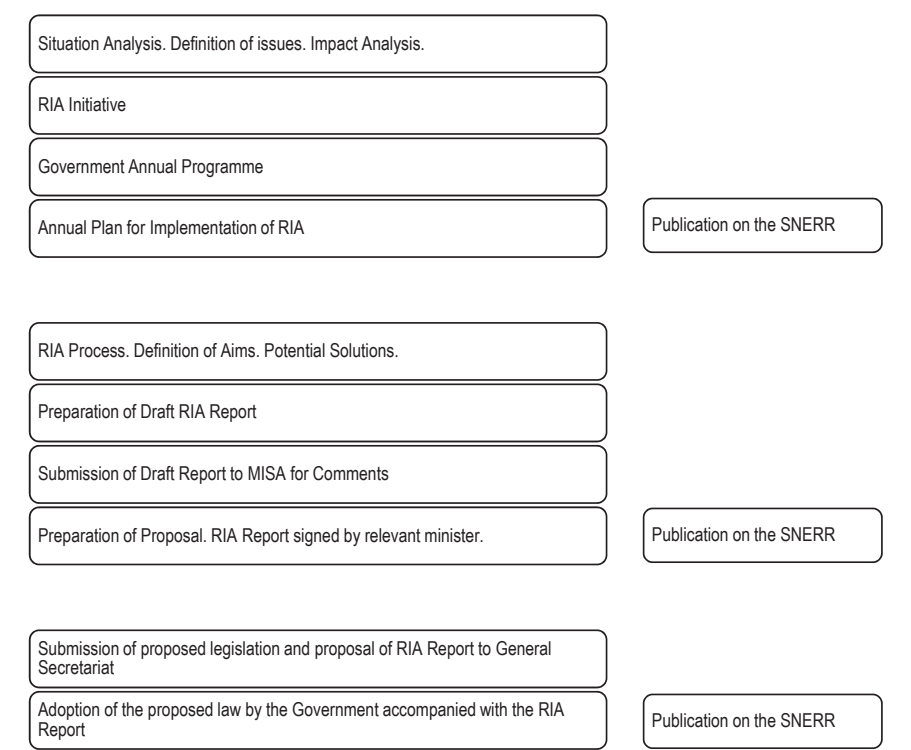 Situation Analysis. Definition of issues. Impact Analysis.
RIA Initiative
Government Annual Programme
Annual Plan for Implementation of RIA
Publication on the SNERR
RIA Process. Definition of Aims. Potential Solutions.
Preparation of Draft RIA Report
Submission of Draft Report to MISA for Comments
Preparation of Proposal. RIA Report signed by relevant minister.
Publication on the SNERR
Submission of proposed legislation and proposal of RIA Report to General
Secretariat
Adoption of the proposed law by the Government accompanied with the RIA
Report
Publication on the SNERR